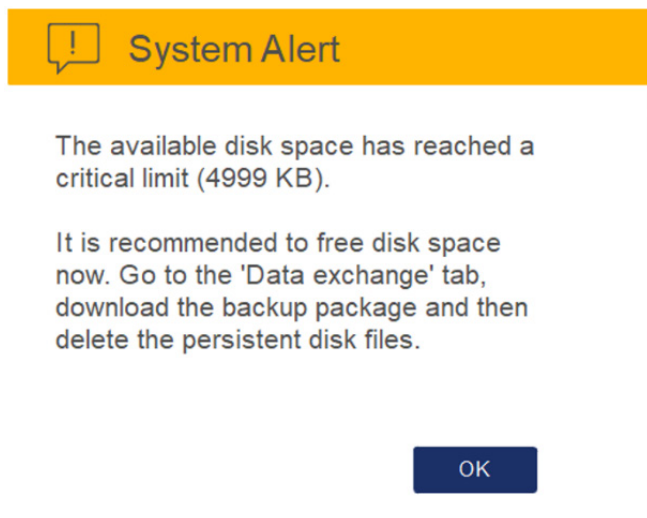 System Alert
The available disk space has reached a
critical limit (4999 KB).
It is recommended to free disk space
now. Go to the 'Data exchange' tab,
download the backup package and then
delete the persistent disk files.
OK